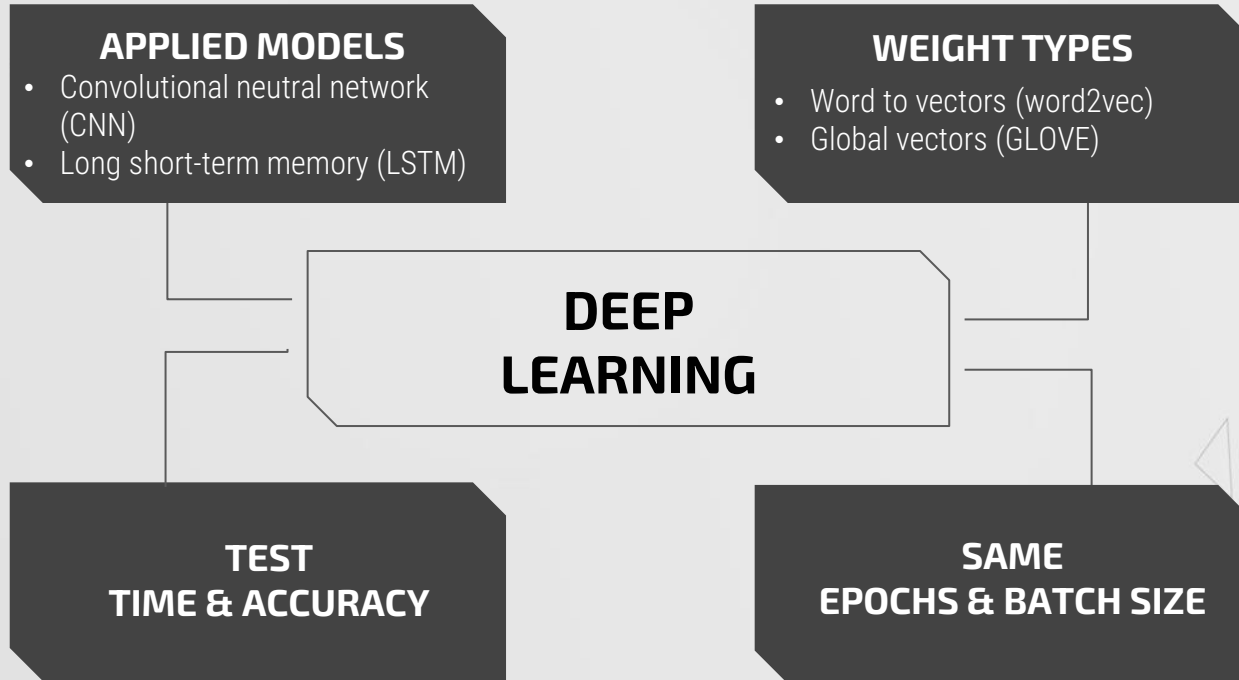 APPLIED MODELS
• Convolutional neutral network
(CNN)
• Long short-term memory (LSTM)
WEIGHT TYPES
• Word to vectors (word2vec)
• Global vectors (GLOVE)
DEEP
LEARNING
TEST
TIME & ACCURACY
SAME
EPOCHS & BATCH SIZE